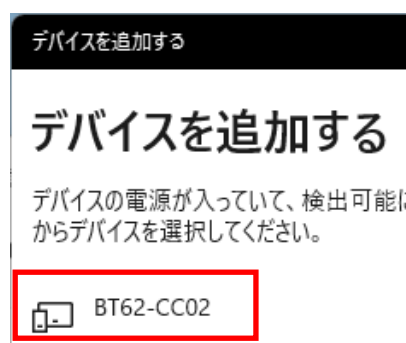 デバイスを追加する
デバイスを追加する
デバイスの電源が入っていて、検出可能
からデバイスを選択してください。
BT62-CC02